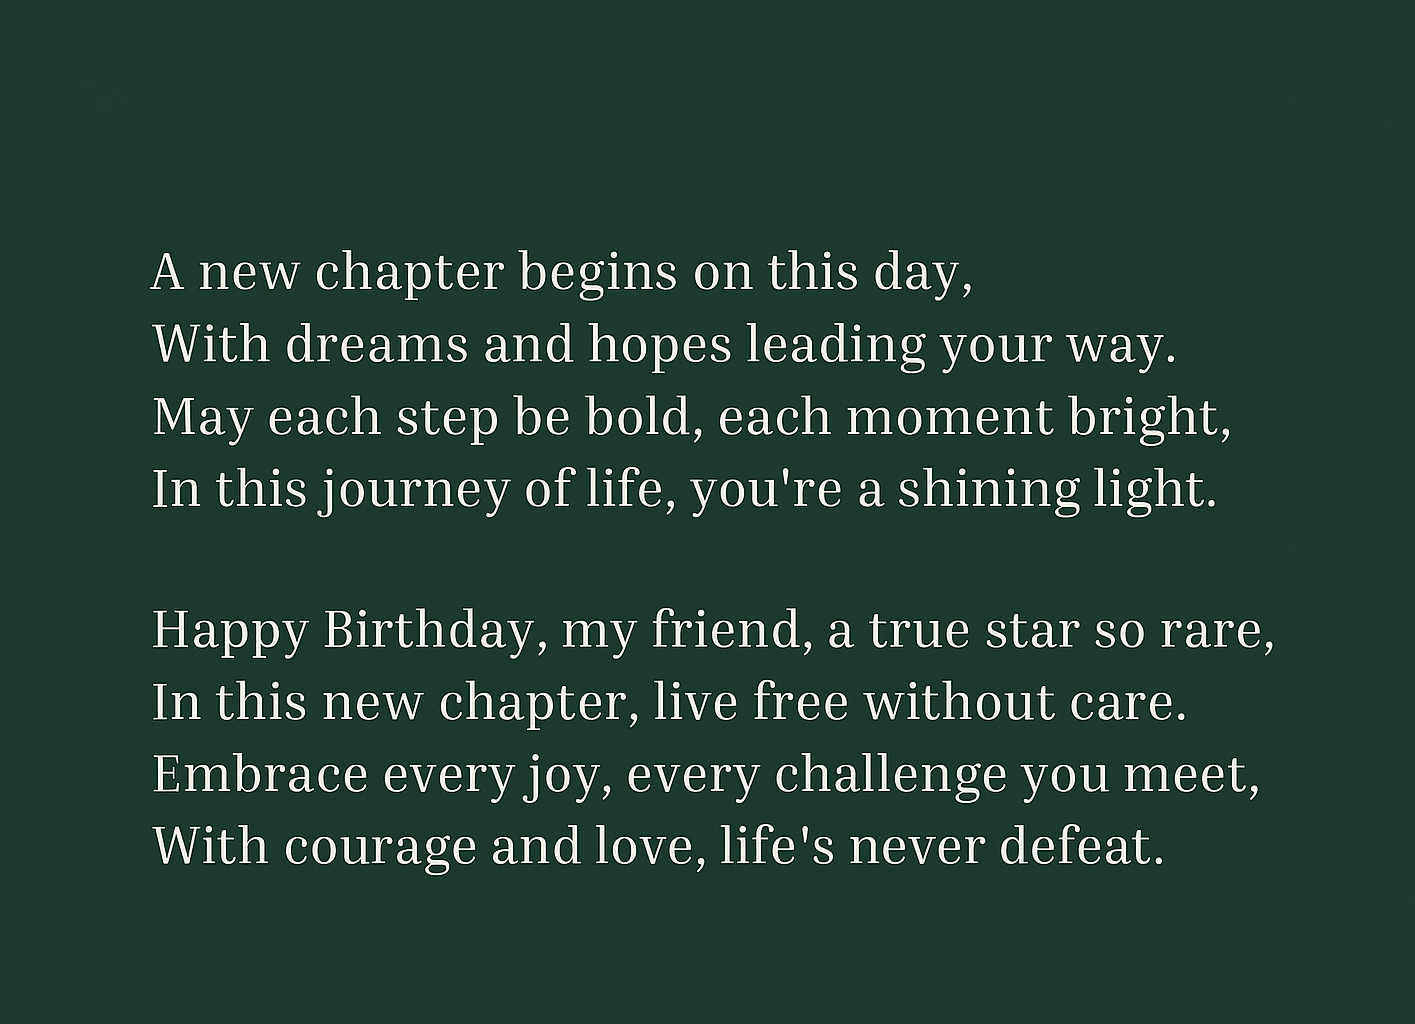 A new chapter begins on this day,
With dreams and hopes leading your way.
May each step be bold, each moment bright,
In this journey of life, you're a shining light.
Happy Birthday, my friend, a true star so rare,
In this new chapter, live free without care.
Embrace every joy, every challenge you meet,
With courage and love, life's never defeat.